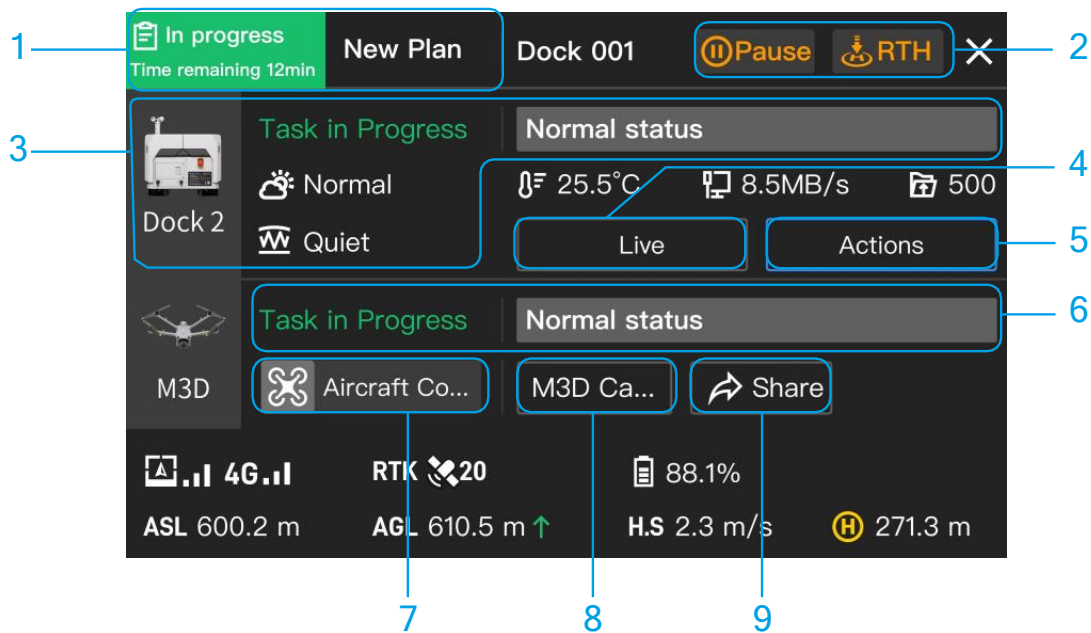 1
In progress
Time remaining 12min
New Plan
Dock 001
Pause
RTH
2
3
Task in Progress
Normal status
4
Normal
25.5°C
8.5MB/s
500
Dock 2
Quiet
Live
Actions
5
Task in Progress
Normal status
6
M3D
Aircraft Co...
M3D Ca...
Share
4G
RTK
20
88.1%
ASL 600.2 m
AGL 610.5 m
H.S 2.3 m/s
H
271.3 m
7
8
9